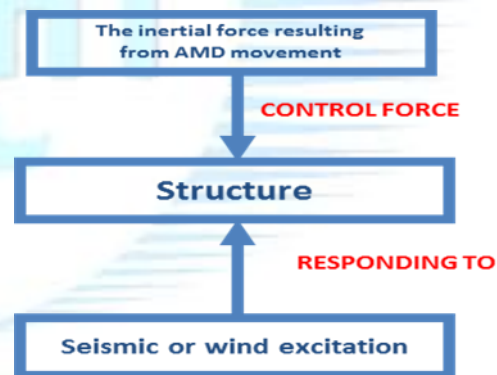 The inertial force resulting
from AMD movement
CONTROL FORCE
Structure
RESPONDING TO
Seismic or wind excitation